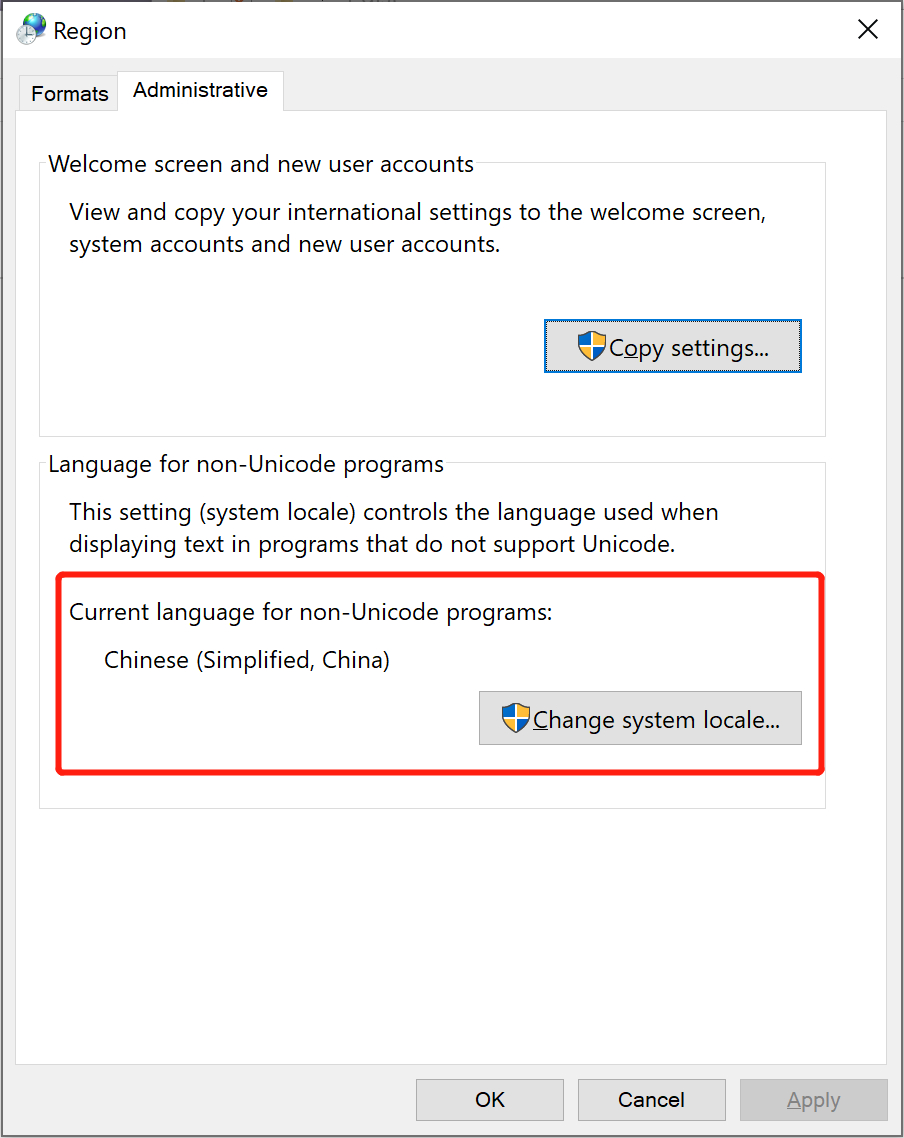 Region
Formats
Administrative
Welcome screen and new user accounts
View and copy your international settings to the welcome screen,
system accounts and new user accounts.
Copy settings...
Language for non-Unicode programs
This setting (system locale) controls the language used when
displaying text in programs that do not support Unicode.
Current language for non-Unicode programs:
Chinese (Simplified, China)
Change system locale...
OK
Cancel
Apply